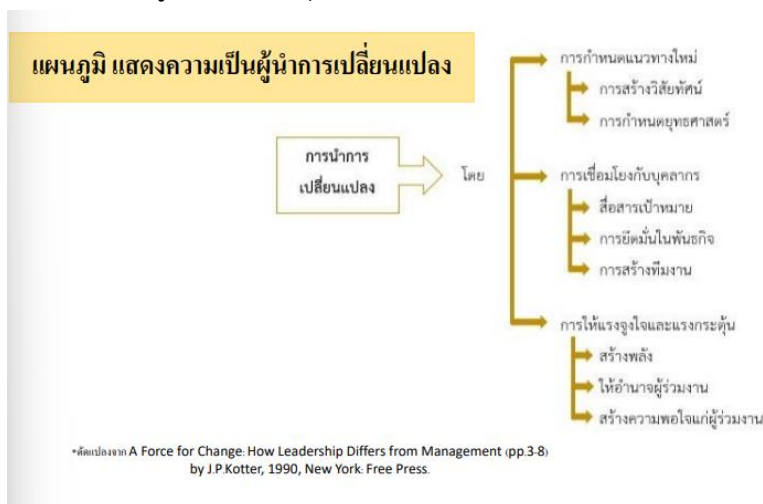 แผนภูมิ แสดงความเป็นผู้นำการเปลี่ยนแปลง
การนำการ
เปลี่ยนแปลง
โดย
การกำหนดแนวทางใหม่
การสร้างวิสัยทัศน์
การกำหนดยุทธศาสตร์
การเชื่อมโยงกับบุคลากร
สื่อสารเป้าหมาย
การยึดมั่นในพันธกิจ
การสร้างทีมงาน
การให้แรงจูงใจและแรงกระตุ้น
สร้างพลัง
ให้อำนาจผู้ร่วมงาน
สร้างความพอใจแก่ผู้ร่วมงาน
*ดัดแปลงจาก A Force for Change: How Leadership Differs from Management (pp.3-8)
by J.P.Kotter, 1990, New York: Free Press.